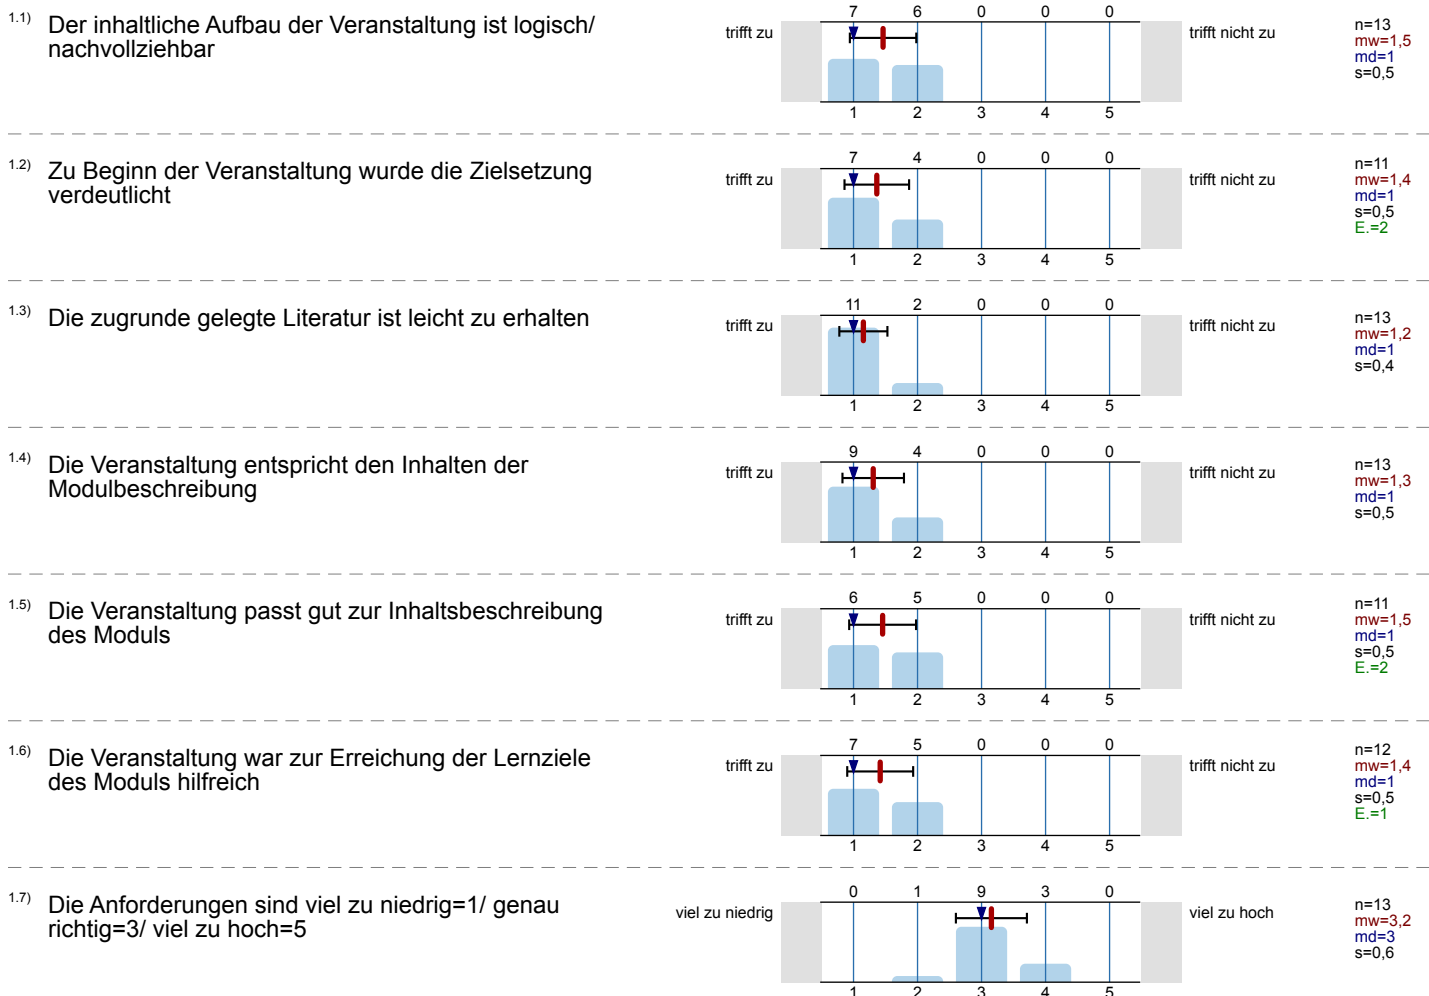 1.1) Der inhaltliche Aufbau der Veranstaltung ist logisch/
nachvollziehbar
trifft zu
7 6 0 0 0
1 2 3 4 5
trifft nicht zu
n=13
mw=1,5
md=1
s=0,5
1.2) Zu Beginn der Veranstaltung wurde die Zielsetzung
verdeutlicht
trifft zu
7 4 0 0 0
1 2 3 4 5
trifft nicht zu
n=11
mw=1,4
md=1
s=0,5
E.=2
1.3) Die zugrunde gelegte Literatur ist leicht zu erhalten
trifft zu
11 2 0 0 0
1 2 3 4 5
trifft nicht zu
n=13
mw=1,2
md=1
s=0,4
1.4) Die Veranstaltung entspricht den Inhalten der
Modulbeschreibung
trifft zu
9 4 0 0 0
1 2 3 4 5
trifft nicht zu
n=13
mw=1,3
md=1
s=0,5
1.5) Die Veranstaltung passt gut zur Inhaltsbeschreibung
des Moduls
trifft zu
6 5 0 0 0
1 2 3 4 5
trifft nicht zu
n=11
mw=1,5
md=1
s=0,5
E.=2
1.6) Die Veranstaltung war zur Erreichung der Lernziele
des Moduls hilfreich
trifft zu
7 5 0 0 0
1 2 3 4 5
trifft nicht zu
n=12
mw=1,4
md=1
s=0,5
E.=1
1.7) Die Anforderungen sind viel zu niedrig=1/ genau
richtig=3/ viel zu hoch=5
viel zu niedrig
0 1 9 3 0
1 2 3 4 5
viel zu hoch
n=13
mw=3,2
md=3
s=0,6